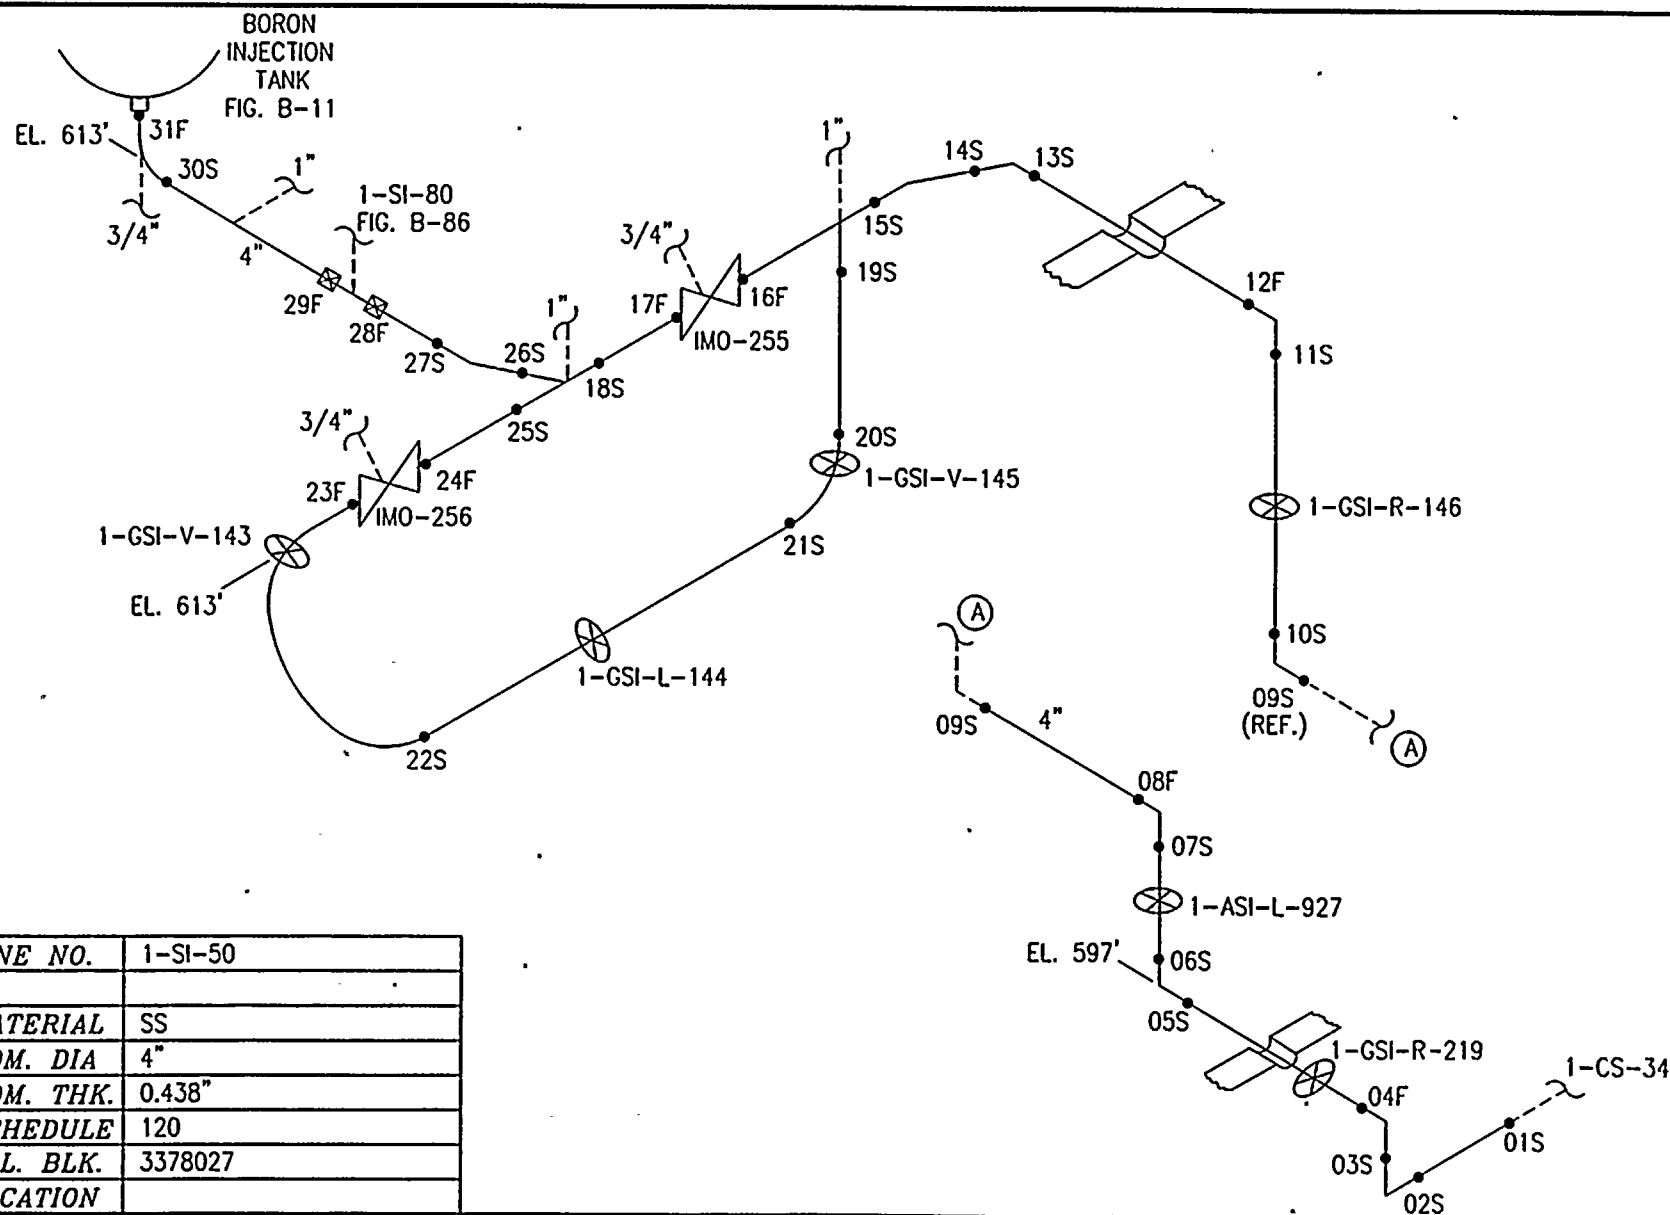 BORON
INJECTION
TANK
FIG. B-11
EL. 613'
31F
30S
3/4"
1"
4"
1-SI-80
FIG. B-86
29F
28F
27S
26S
1"
18S
25S
3/4"
17F
16F
IMO-255
1"
15S
14S
13S
19S
20S
1-GSI-V-145
21S
12F
11S
1-GSI-R-146
10S
09S
(REF.)
A
3/4"
23F
24F
IMO-256
1-GSI-V-143
EL. 613'
1-GSI-L-144
22S
A
09S
4"
08F
07S
1-ASI-L-927
EL. 597'
06S
05S
1-GSI-R-219
04F
03S
02S
01S
1-CS-34
NE NO. 1-SI-50
ATERIAL SS
OM. DIA 4"
OM. THK. 0.438"
HEDULE 120
L. BLK. 3378027
CATION